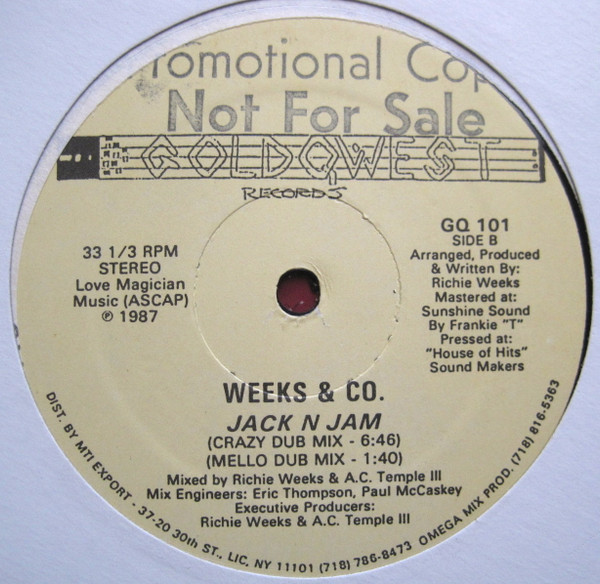 Promotional Cop
Not For Sale
GOLDQWEST
RECORDS
33 1/3 RPM
STEREO
Love Magician
Music (ASCAP)
℗ 1987
GQ 101
SIDE B
Arranged, Produced
& Written By:
Richie Weeks
Mastered at:
Sunshine Sound
By Frankie "T"
Pressed at:
"House of Hits"
Sound Makers
WEEKS & CO.
JACK N JAM
(CRAZY DUB MIX - 6:46)
(MELLO DUB MIX - 1:40)
Mixed by Richie Weeks & A.C. Temple III
Mix Engineers: Eric Thompson, Paul McCaskey
Executive Producers:
Richie Weeks & A.C. Temple III
DIST. BY MTI EXPORT - 37-20 30th ST., LIC, NY 11101 (718) 786-8473 OMEGA MIX PROD. (718) 816-5363